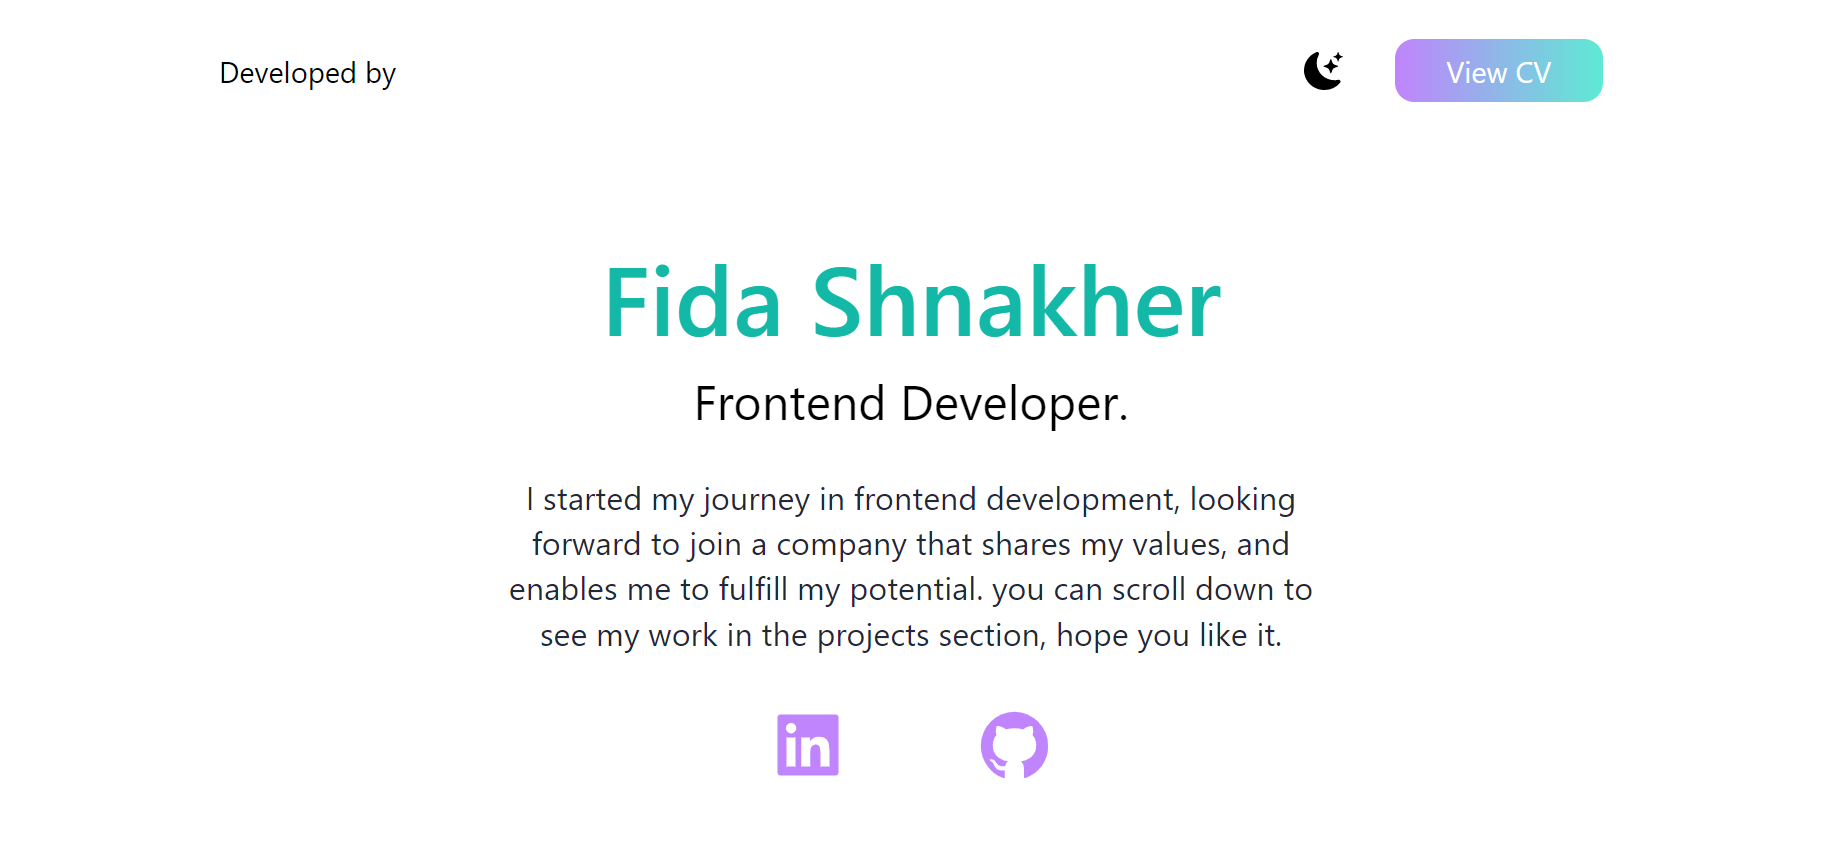 Developed by
View CV
Fida Shnakher
Frontend Developer.
I started my journey in frontend development, looking
forward to join a company that shares my values, and
enables me to fulfill my potential. you can scroll down to
see my work in the projects section, hope you like it.
in